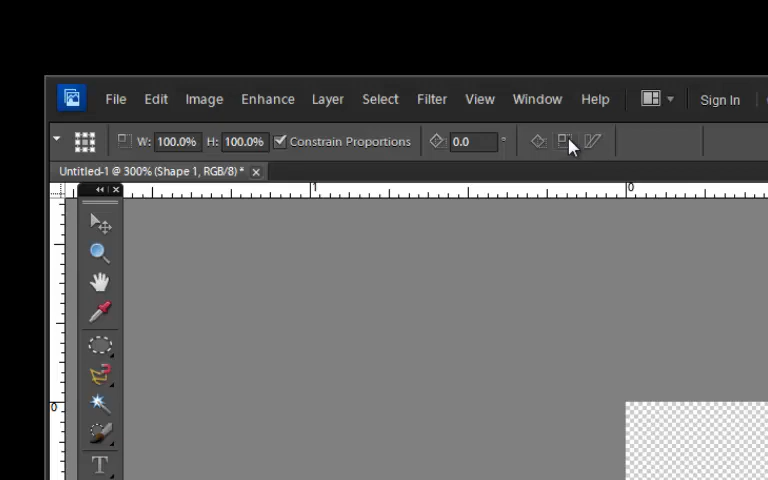 File Edit Image Enhance Layer Select Filter View Window Help Sign In
W: 100.0% H: 100.0% Constrain Proportions 0.0 °
Untitled-1 @ 300% (Shape 1, RGB/8) *
1 0
0
T